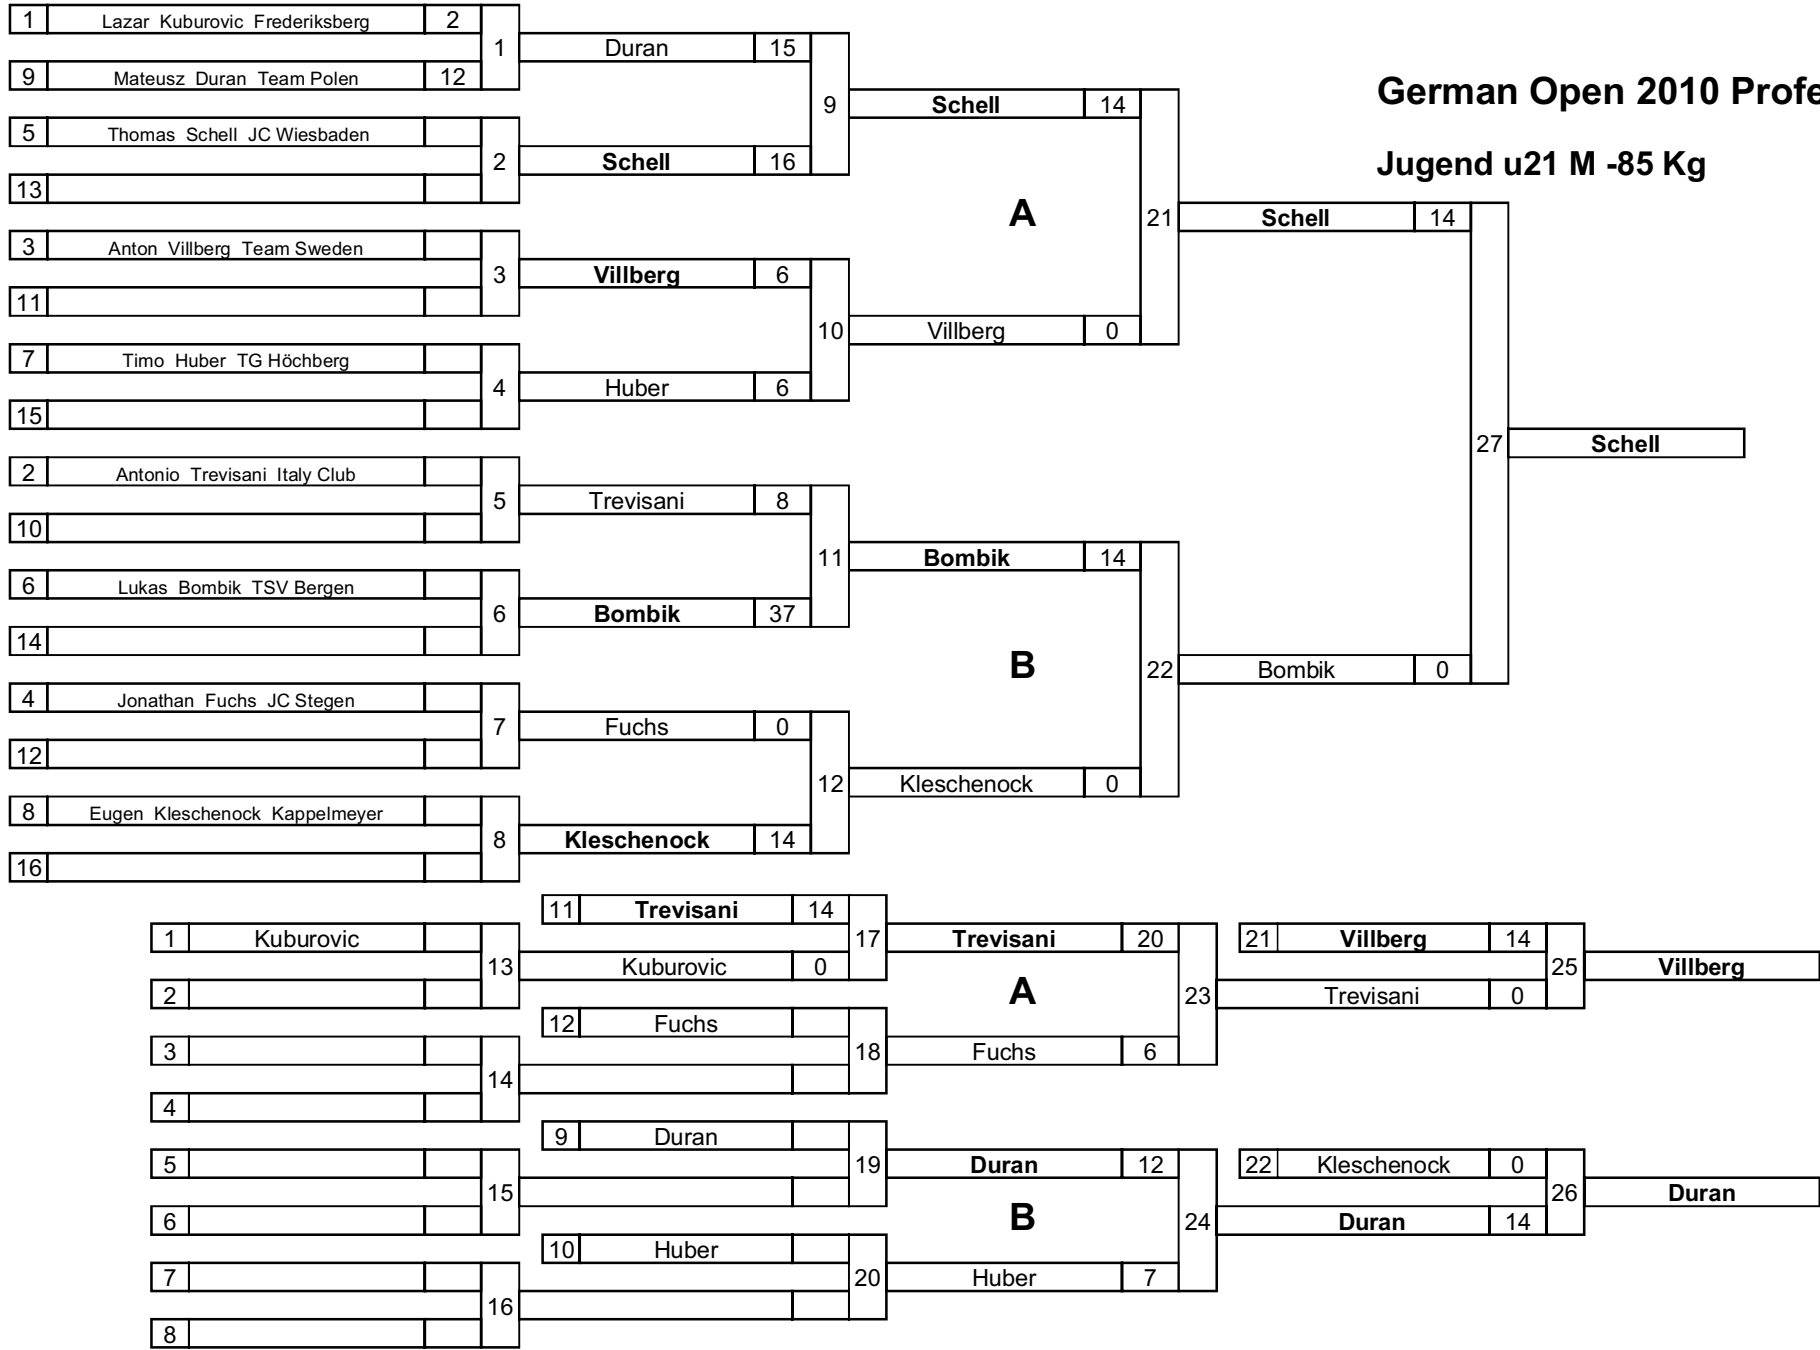 German Open 2010 Profe
Jugend u21 M -85 Kg
1 Lazar Kuburovic Frederiksberg 2
1 Duran 15
9 Mateusz Duran Team Polen 12
9 Schell 14
5 Thomas Schell JC Wiesbaden
2 Schell 16
13
A
21 Schell 14
3 Anton Villberg Team Sweden
3 Villberg 6
11
10 Villberg 0
7 Timo Huber TG Höchberg
4 Huber 6
15
27 Schell
2 Antonio Trevisani Italy Club
5 Trevisani 8
10
11 Bombik 14
6 Lukas Bombik TSV Bergen
6 Bombik 37
14
B
22 Bombik 0
4 Jonathan Fuchs JC Stegen
7 Fuchs 0
12
12 Kleschenock 0
8 Eugen Kleschenock Kappelmeyer
8 Kleschenock 14
16
11 Trevisani 14
1 Kuburovic
17 Trevisani 20
21 Villberg 14
13 Kuburovic 0
25 Villberg
2
A
23 Trevisani 0
12 Fuchs
3
18 Fuchs 6
14
4
9 Duran
5
19 Duran 12
22 Kleschenock 0
15
26 Duran
6
B
24 Duran 14
10 Huber
7
20 Huber 7
16
8